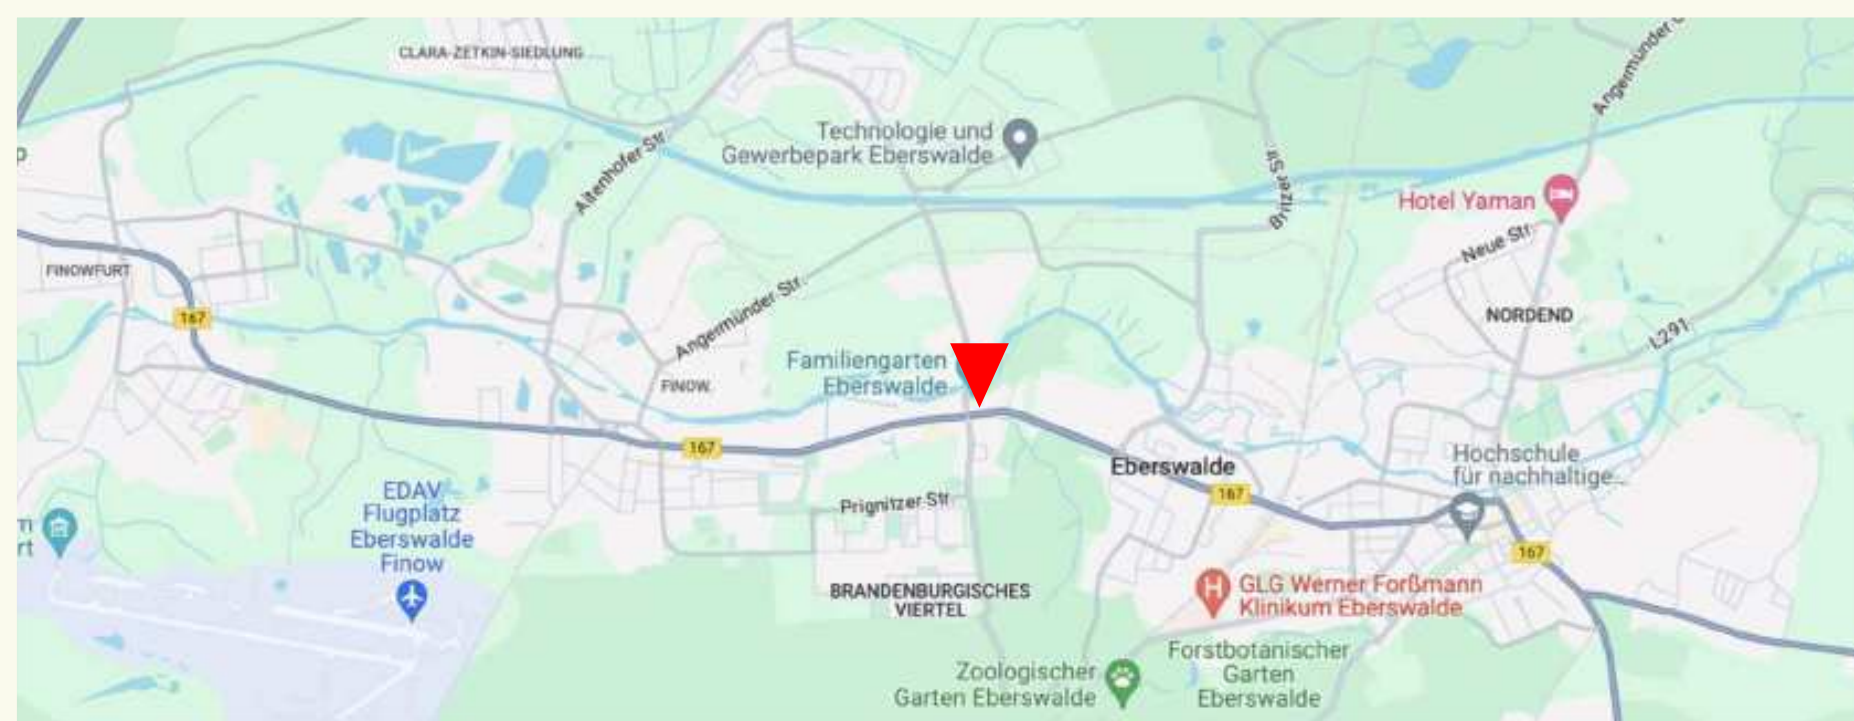 CLARA-ZETKIN-SIEDLUNG
Angermünder
Technologie und
Gewerbepark Eberswalde
Altenhofer Str.
Britzer Str.
Hotel Yaman
Neue Str.
FINOWFURT
167
Angermünder Str.
NORDEND
L291
Familiengarten
Eberswalde
FINOW
167
Eberswalde
Hochschule
für nachhaltige...
167
EDAV
Flugplatz
Eberswalde
Finow
Prignitzer Str.
167
BRANDENBURGISCHES
VIERTEL
GLG Werner Forßmann
Klinikum Eberswalde
Zoologischer
Garten Eberswalde
Forstbotanischer
Garten
Eberswalde